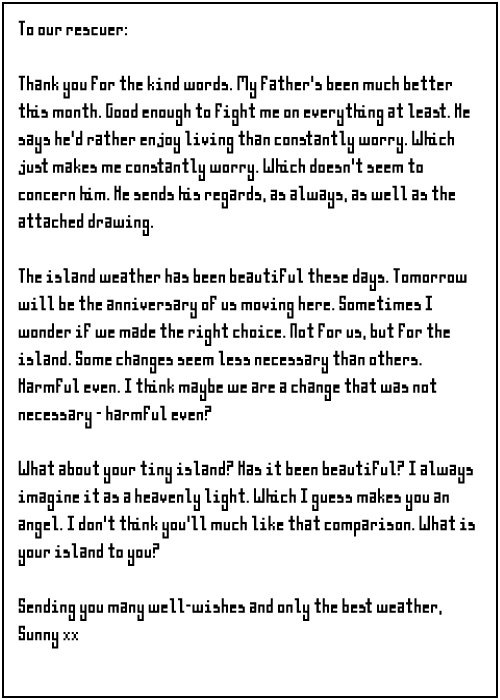 To our rescuer:

Thank you for the kind words. My father's been much better
this month. Good enough to fight me on everything at least. He
says he'd rather enjoy living than constantly worry. Which
just makes me constantly worry. Which doesn't seem to
concern him. He sends his regards, as always, as well as the
attached drawing.

The island weather has been beautiful these days. Tomorrow
will be the anniversary of us moving here. Sometimes I
wonder if we made the right choice. Not for us, but for the
island. Some changes seem less necessary than others.
Harmful even. I think maybe we are a change that was not
necessary - harmful even?

What about your tiny island? Has it been beautiful? I always
imagine it as a heavenly light. Which I guess makes you an
angel. I don't think you'll much like that comparison. What is
your island to you?

Sending you many well-wishes and only the best weather,
Sunny xx